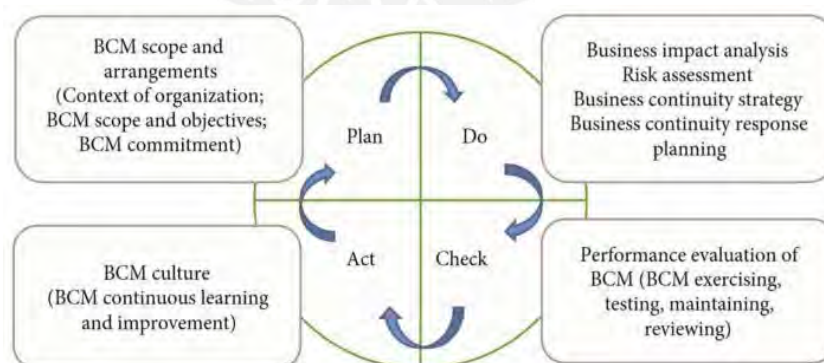 BCM scope and
arrangements
(Context of organization;
BCM scope and objectives;
BCM commitment)
Business impact analysis
Risk assessment
Business continuity strategy
Business continuity response
planning
Plan
Do
Act
Check
BCM culture
(BCM continuous learning
and improvement)
Performance evaluation of
BCM (BCM exercising,
testing, maintaining,
reviewing)